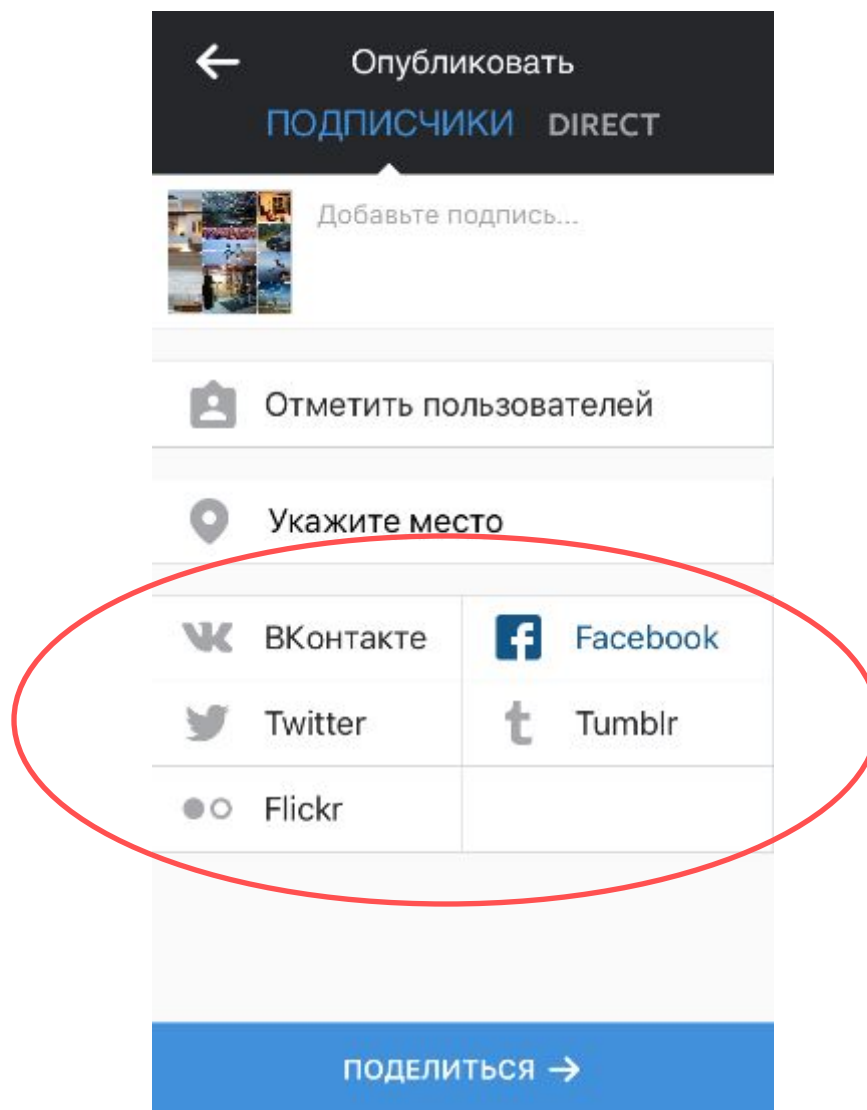 Опубликовать
ПОДПИСЧИКИ DIRECT
Добавьте подпись...
Отметить пользователей
Укажите место
ВКонтакте Facebook
Twitter Tumblr
Flickr
ПОДЕЛИТЬСЯ →